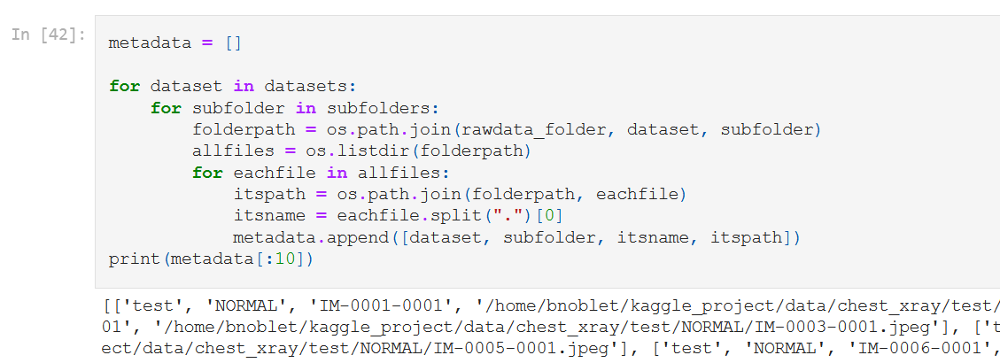 In [42]:
metadata = []
for dataset in datasets:
    for subfolder in subfolders:
        folderpath = os.path.join(rawdata_folder, dataset, subfolder)
        allfiles = os.listdir(folderpath)
        for eachfile in allfiles:
            itspath = os.path.join(folderpath, eachfile)
            itsname = eachfile.split(".")[0]
            metadata.append([dataset, subfolder, itsname, itspath])
print(metadata[:10])
[['test', 'NORMAL', 'IM-0001-0001', '/home/bnoblet/kaggle_project/data/chest_xray/test/
01', '/home/bnoblet/kaggle_project/data/chest_xray/test/NORMAL/IM-0003-0001.jpeg'], ['t
ect/data/chest_xray/test/NORMAL/IM-0005-0001.jpeg'], ['test', 'NORMAL', 'IM-0006-0001',